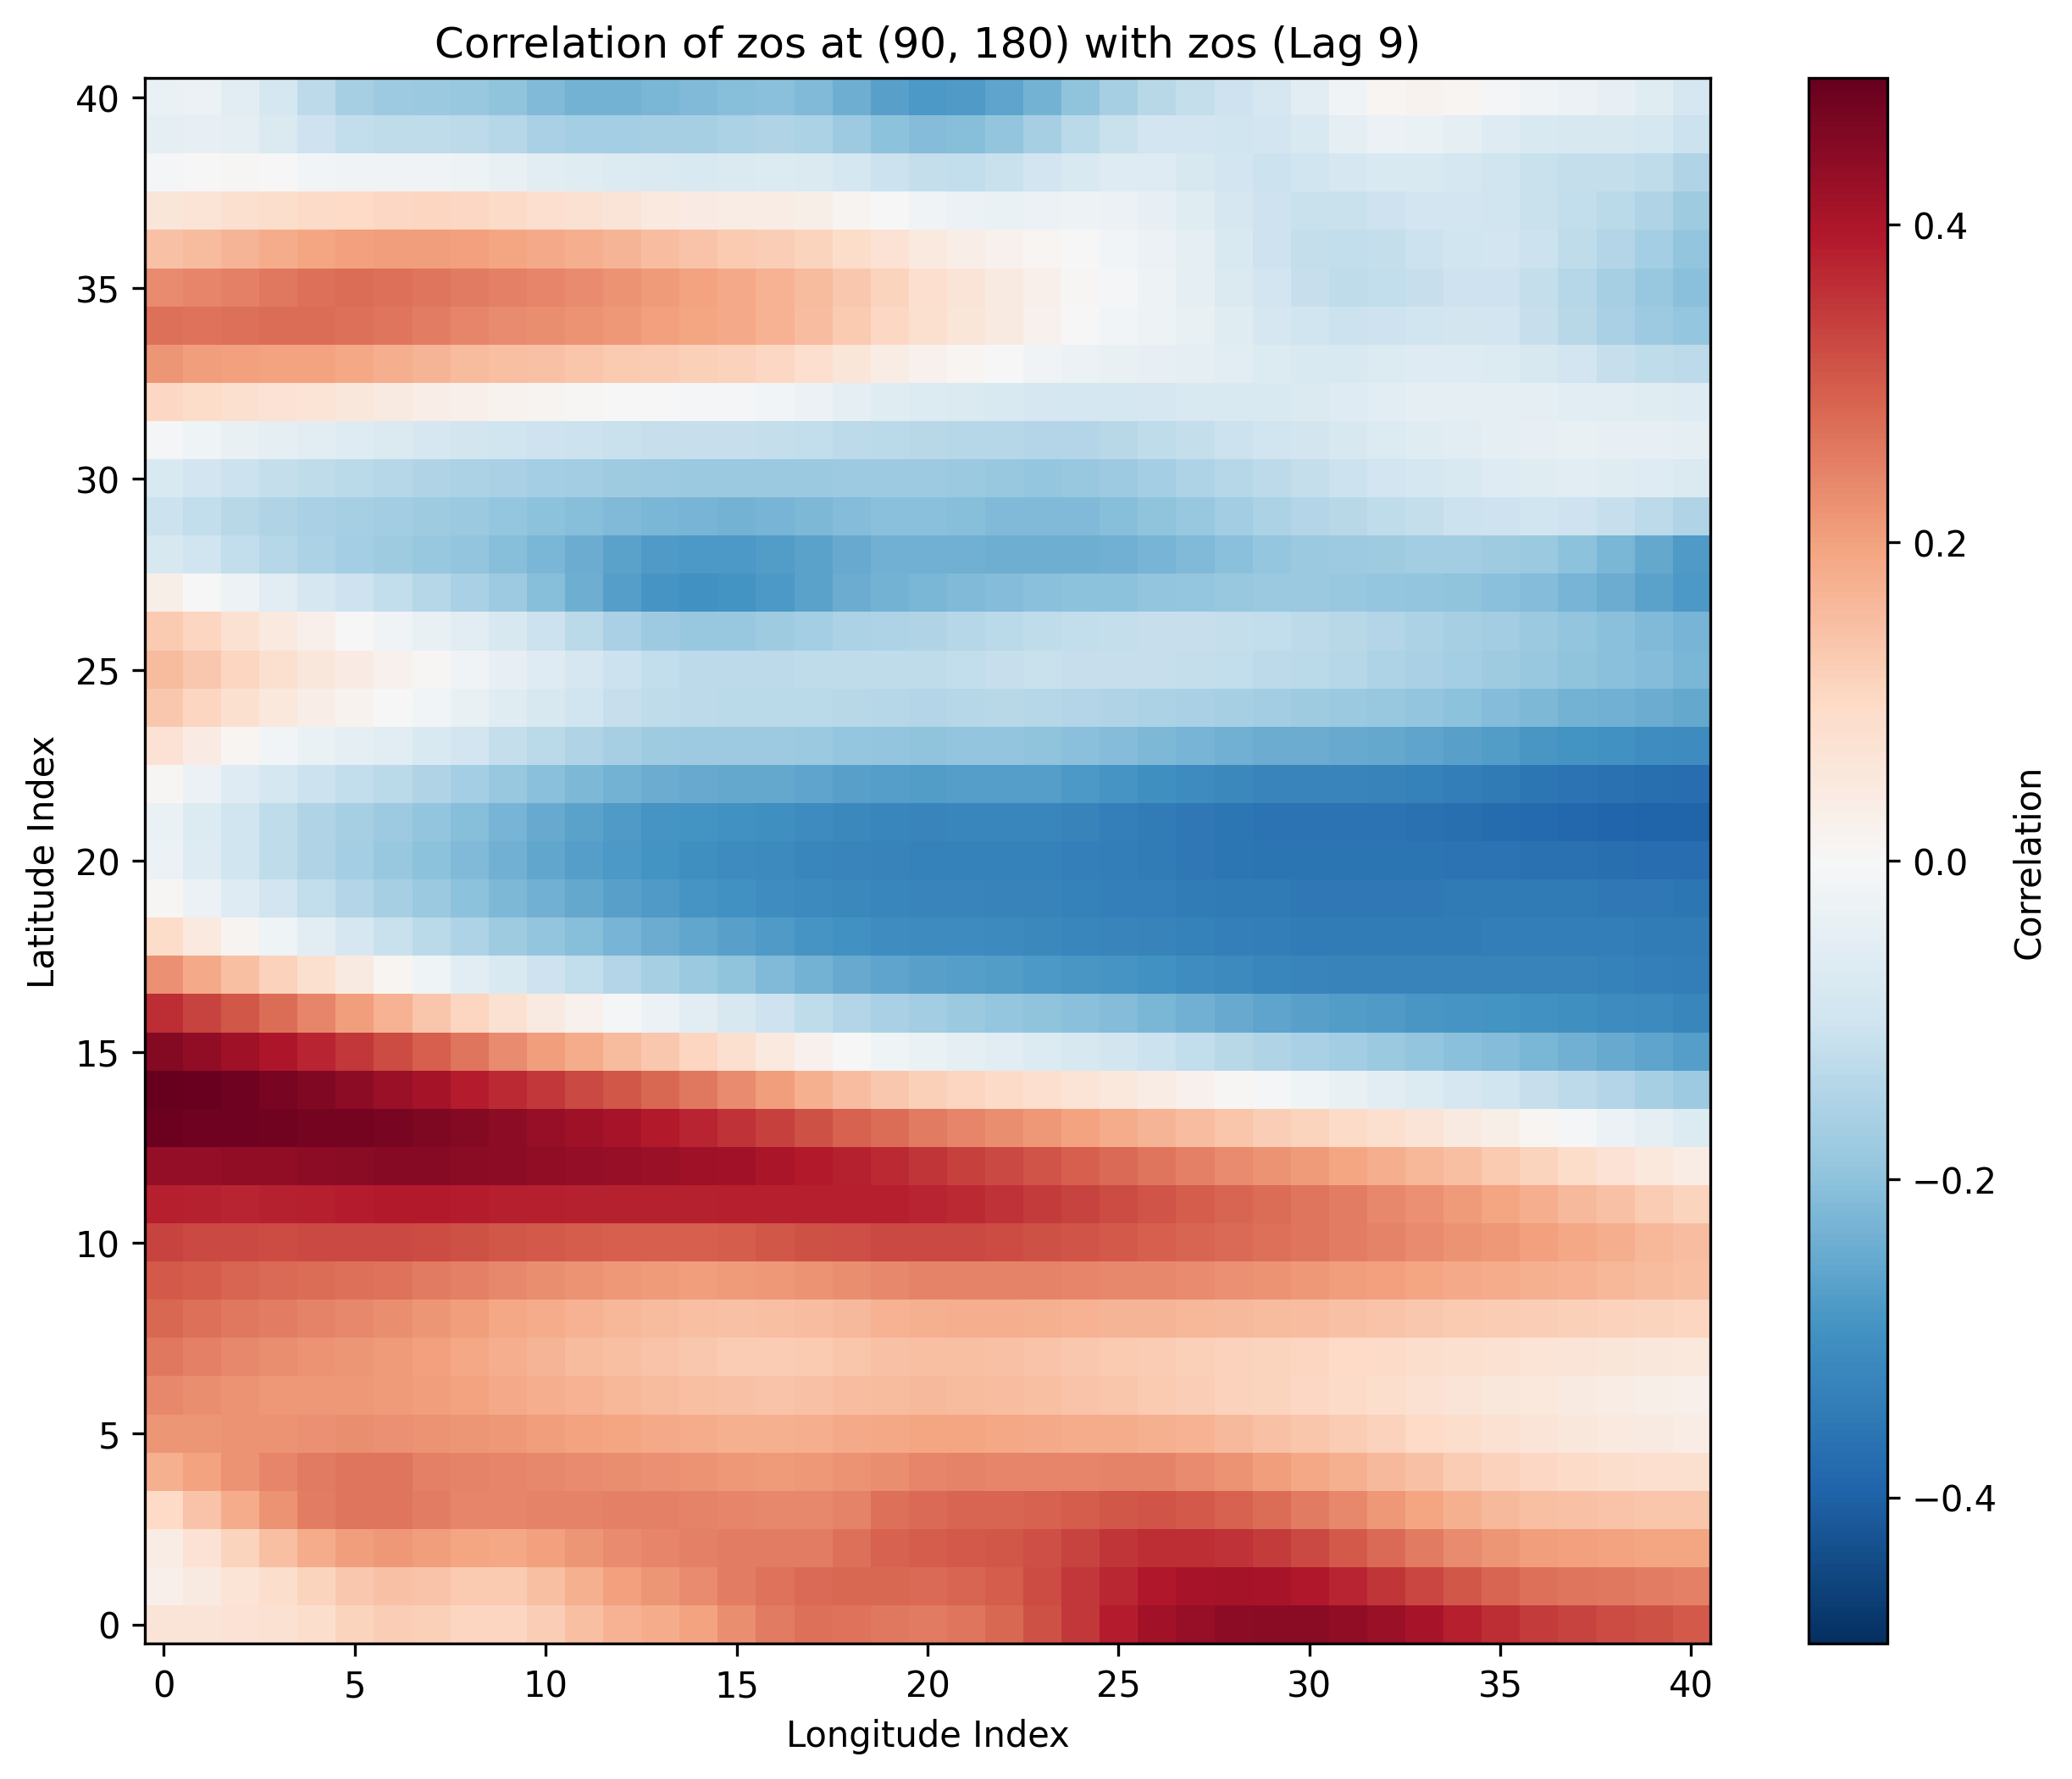 Correlation of zos at (90, 180) with zos (Lag 9)
40
35
30
25
20
15
10
5
0
Latitude Index
0 5 10 15 20 25 30 35 40
Longitude Index
0.4
0.2
0.0
−0.2
−0.4
Correlation